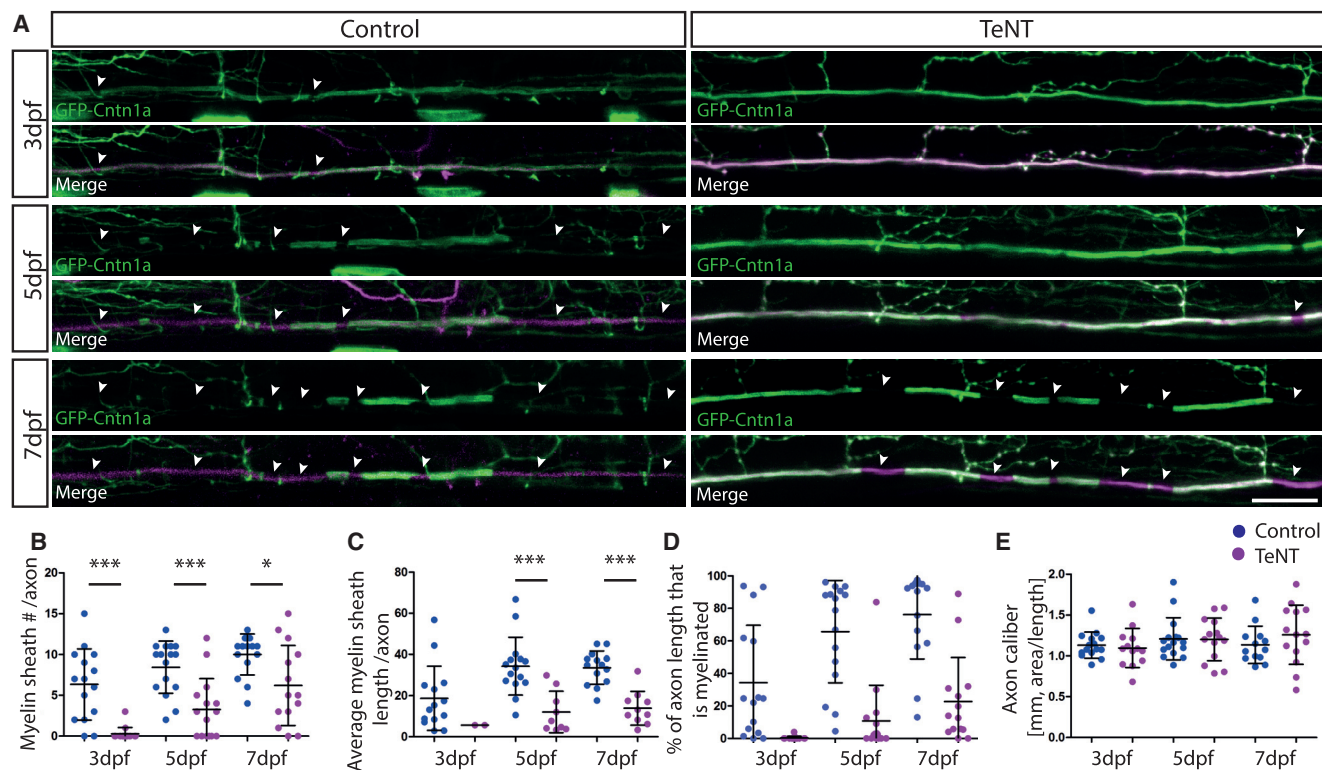 A
Control
TeNT
3dpf
GFP-Cntn1a
GFP-Cntn1a
Merge
Merge
5dpf
GFP-Cntn1a
GFP-Cntn1a
Merge
Merge
7dpf
GFP-Cntn1a
GFP-Cntn1a
Merge
Merge
Control
TeNT
B
Myelin sheath # /axon
20
15
10
5
0
***
***
*
3dpf
5dpf
7dpf
C
Average myelin sheath
length /axon
80
60
40
20
0
***
***
3dpf
5dpf
7dpf
D
% of axon length that
is myelinated
100
80
60
40
20
0
3dpf
5dpf
7dpf
E
Axon caliber
[mm, area/length]
2.0
1.5
1.0
0.5
0.0
3dpf
5dpf
7dpf